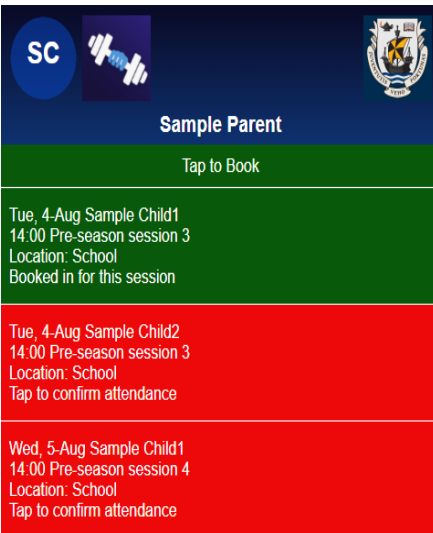 SC
Sample Parent
Tap to Book
Tue, 4-Aug Sample Child1
14:00 Pre-season session 3
Location: School
Booked in for this session
Tue, 4-Aug Sample Child2
14:00 Pre-season session 3
Location: School
Tap to confirm attendance
Wed, 5-Aug Sample Child1
14:00 Pre-season session 4
Location: School
Tap to confirm attendance